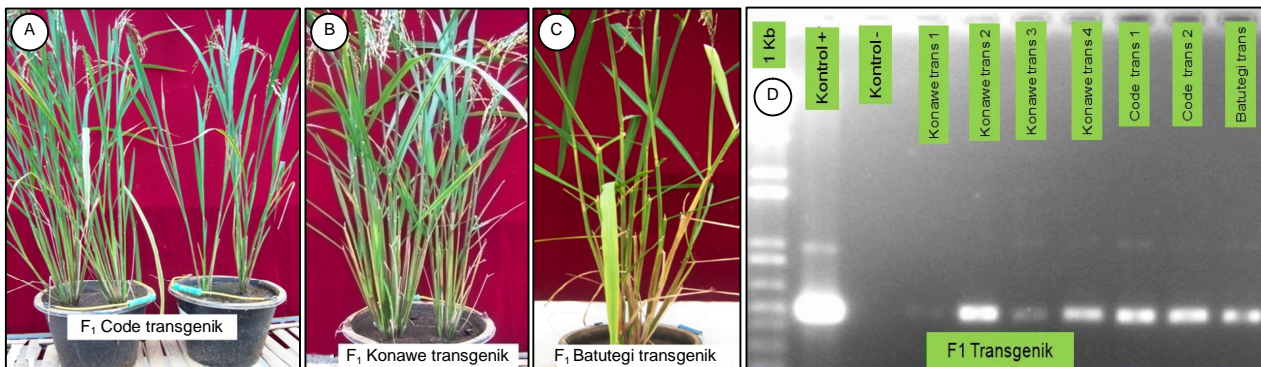 A
B
C
D
F₁ Code transgenik
F₁ Konawe transgenik
F₁ Batutegi transgenik
1 Kb
Kontrol +
Kontrol -
Konawe trans 1
Konawe trans 2
Konawe trans 3
Konawe trans 4
Code trans 1
Code trans 2
Batutegi trans
F1 Transgenik